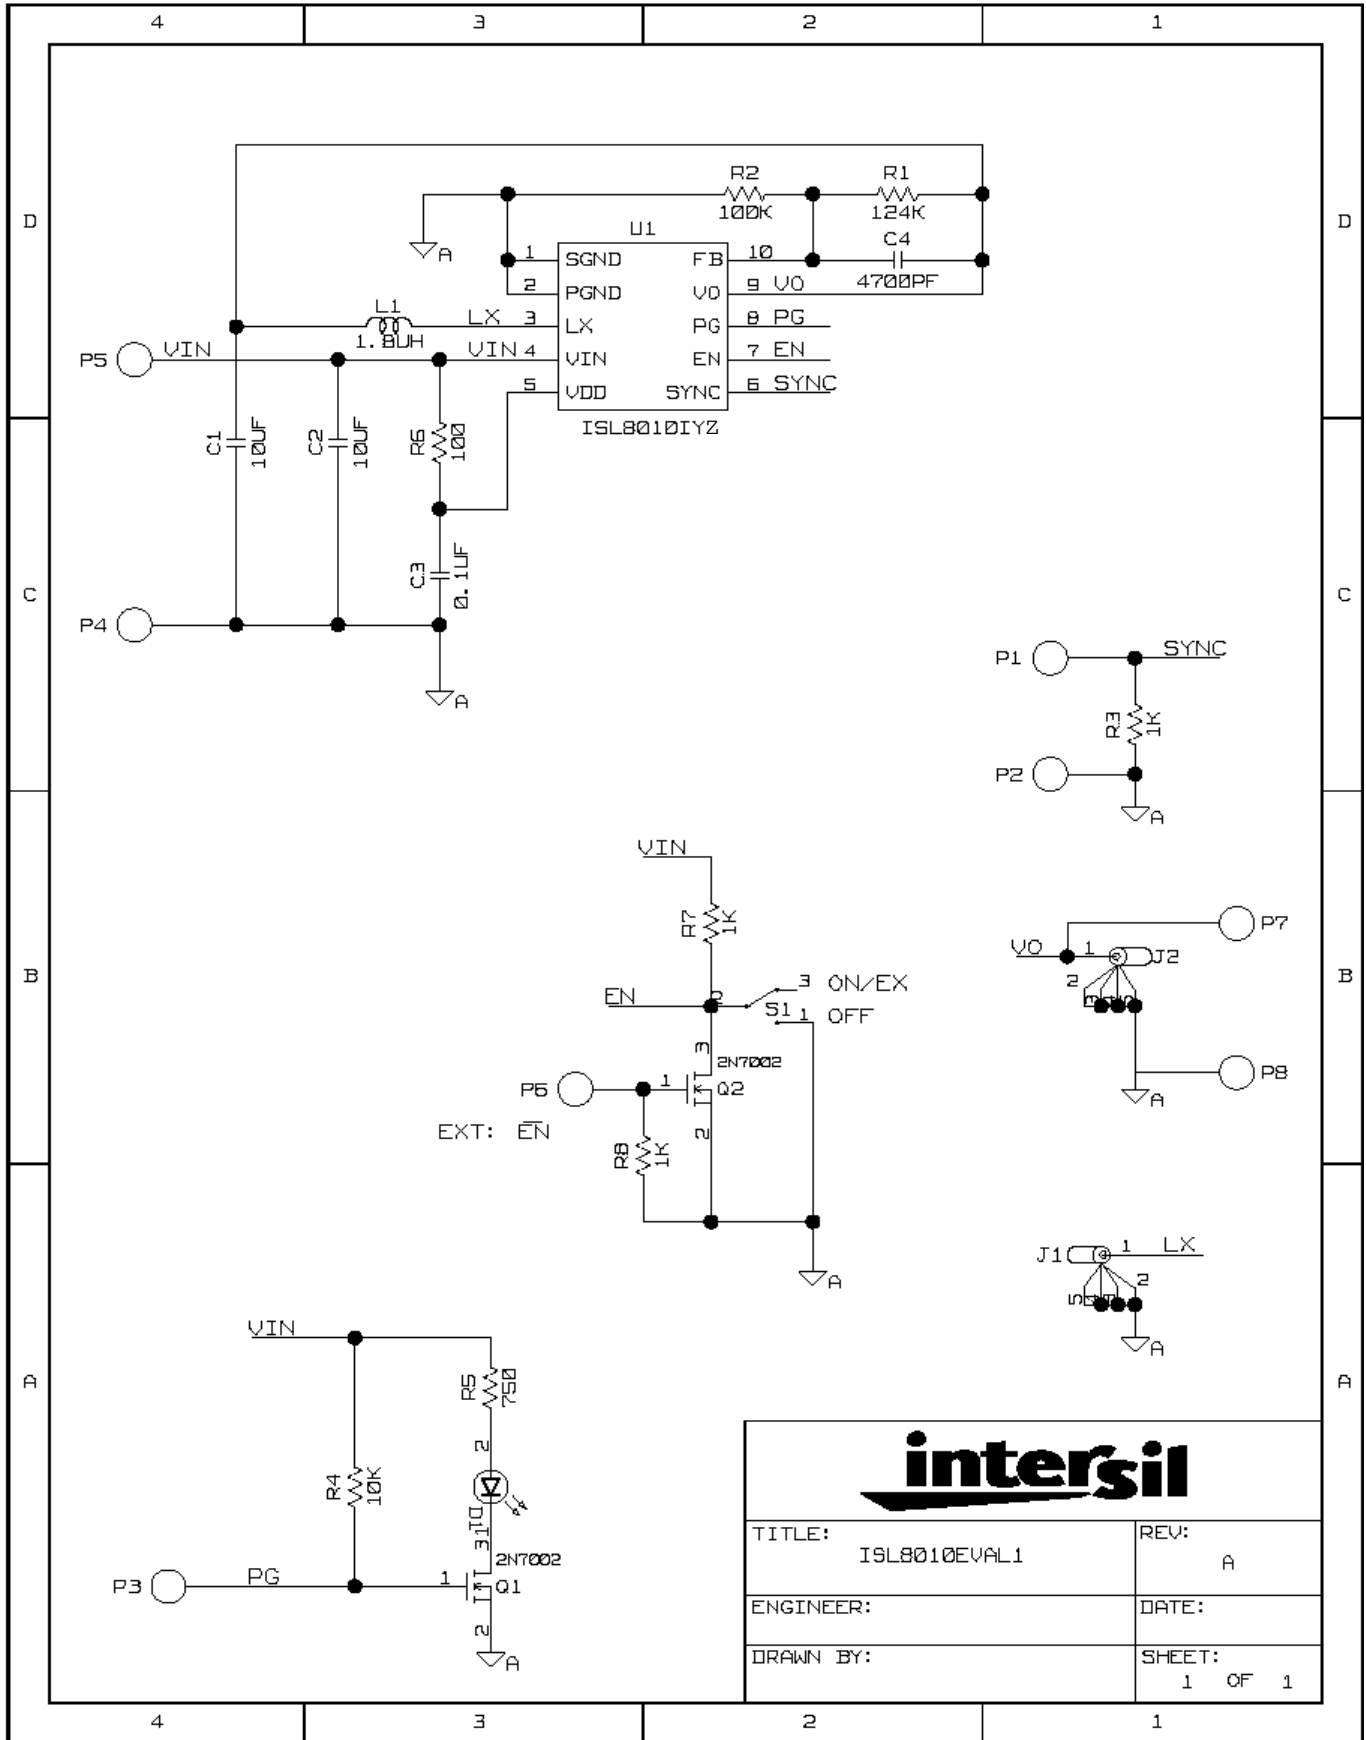 4 3 2 1
D D
R2 R1
100K 124K
U1
C4
4700PF
A
1 SGND FB 10
2 PGND VO 9 VO
L1
LX 3 LX PG 8 PG
1.8UH
P5 VIN VIN 4 VIN EN 7 EN
5 VDD SYNC 6 SYNC
ISL8010IYZ
C1 10UF
C2 10UF
R6 100
C3 0.1UF
C C
P4
A
P1 SYNC
R3 1K
P2
A
VIN
R7 1K
P7
VO 1 J2
2
B B
EN 2 3 ON/EX
S1 1 OFF
3 2N7002
P6 1 Q2
P8
A
EXT: EN
2
R8 1K
A
J1 1 LX
2
5
A
VIN
R5 750
A A
2
R4 10K
D1
3
2N7002
P3 PG 1 Q1
2
A
intersil
TITLE: ISL8010EVAL1
REV: A
ENGINEER:
DATE:
DRAWN BY:
SHEET: 1 OF 1
4 3 2 1